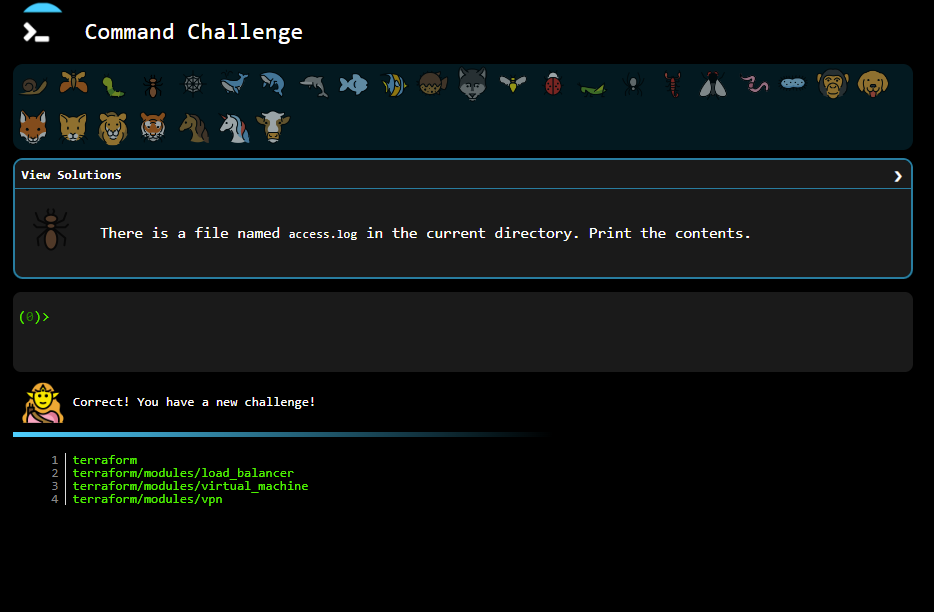 Command Challenge
View Solutions
There is a file named access.log in the current directory. Print the contents.
(0)>
Correct! You have a new challenge!
1 terraform
2 terraform/modules/load_balancer
3 terraform/modules/virtual_machine
4 terraform/modules/vpn